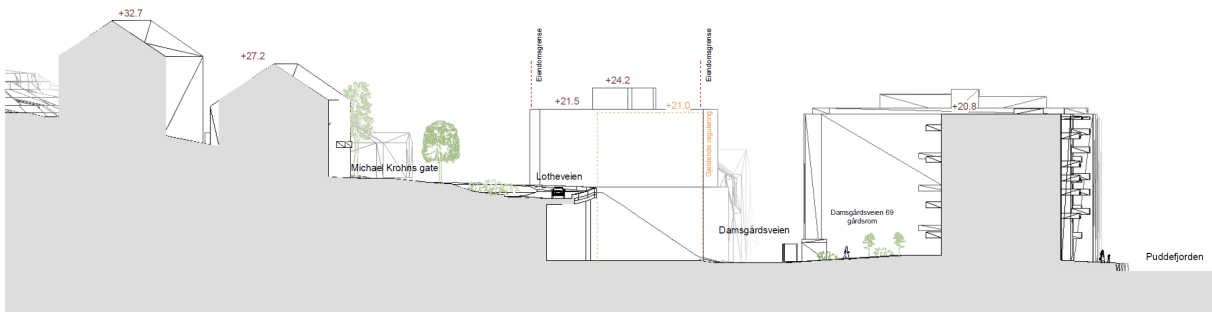 +32.7
+27.2
Eiendomsgrense
Eiendomsgrense
+24.2
+21.5
+21.0
+20.8
Gjeldende regulering
Michael Krohns gate
Lotheveien
Damsgårdsveien
Damsgårdsveien 69
gårdsrom
Puddefjorden